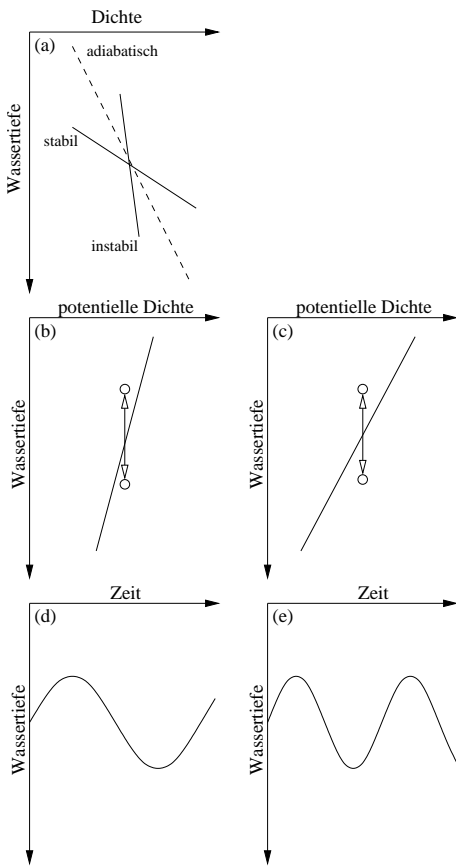 Dichte
(a)
adiabatisch
Wassertiefe
stabil
instabil
potentielle Dichte
(b)
Wassertiefe
potentielle Dichte
(c)
Wassertiefe
Zeit
(d)
Wassertiefe
Zeit
(e)
Wassertiefe